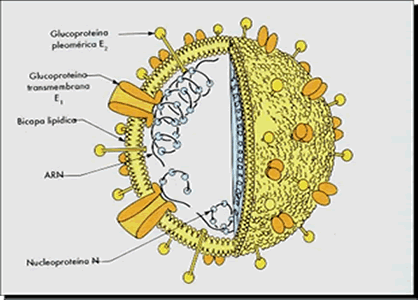 Glucoproteína
pleomérica E₂
Glucoproteína
transmembrana
E₁
Bicapa lipídica
ARN
Nucleoproteína N